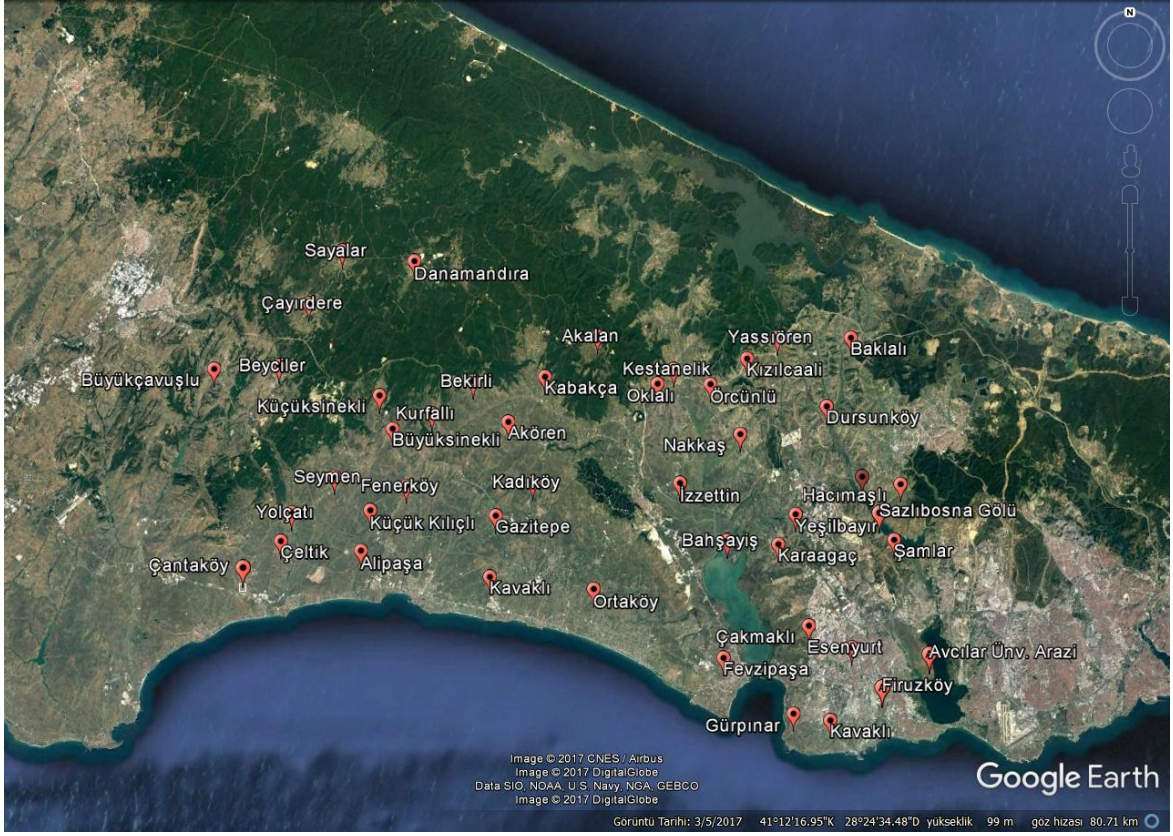 N
Sayalar
Danamandıra
Çayırdere
Akalan
Yassıören
Baklalı
Büyükçavuşlu
Beyciler
Bekirli
Kabakça
Kestanelik
Kızılcaali
Oklalı
Örcünlü
Küçüksinekli
Kurfallı
Büyüksinekli
Akören
Dursunköy
Nakkaş
Seymen
Fenerköy
Kadıköy
İzzettin
Hacımaşlı
Sazlıbosna Gölü
Yolçatı
Küçük Kılıçlı
Gazitepe
Yeşilbayır
Çeltik
Alipaşa
Bahşayış
Karaagaç
Şamlar
Çantaköy
Kavaklı
Ortaköy
Çakmaklı
Esenyurt
Avcılar Ünv. Arazi
Fevzipaşa
Firuzköy
Gürpınar
Kavaklı
Image © 2017 CNES / Airbus
Image © 2017 DigitalGlobe
Data SIO, NOAA, U.S. Navy, NGA, GEBCO
Image © 2017 DigitalGlobe
Google Earth
Görüntü Tarihi: 3/5/2017 41°12'16.95"K 28°24'34.48"D yükseklik 99 m göz hizası 80.71 km